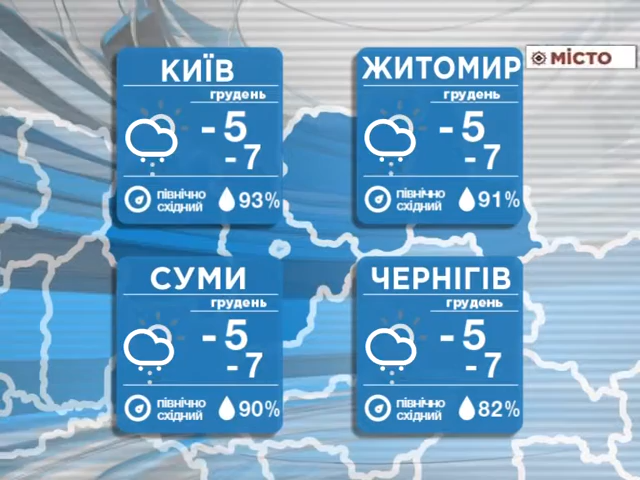 КИЇВ
грудень
-5
-7
північно
східний
93%
ЖИТОМИР
грудень
-5
-7
північно
східний
91%
МІСТО
СУМИ
грудень
-5
-7
північно
східний
90%
ЧЕРНІГІВ
грудень
-5
-7
північно
східний
82%